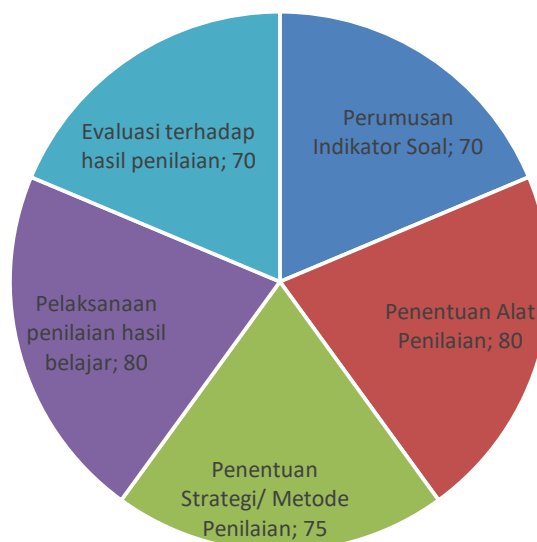 Perumusan
Indikator Soal; 70
Penentuan Alat
Penilaian; 80
Penentuan
Strategi/ Metode
Penilaian; 75
Pelaksanaan
penilaian hasil
belajar; 80
Evaluasi terhadap
hasil penilaian; 70